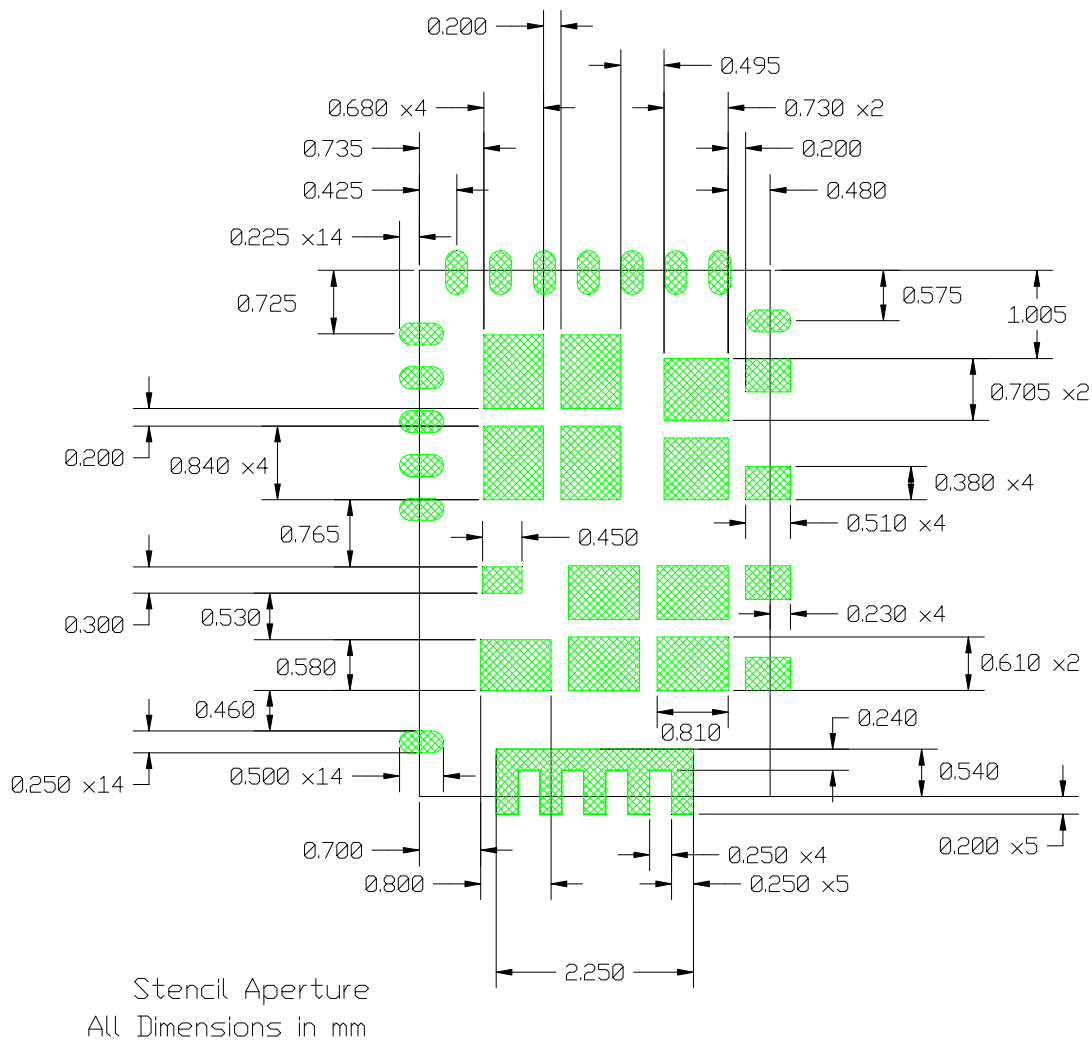 0.200
0.495
0.680 x4
0.730 x2
0.735
0.200
0.425
0.480
0.225 x14
0.725
0.575
1.005
0.705 x2
0.200
0.840 x4
0.380 x4
0.765
0.450
0.510 x4
0.300
0.530
0.230 x4
0.580
0.610 x2
0.460
0.810
0.240
0.250 x14
0.500 x14
0.540
0.700
0.250 x4
0.200 x5
0.800
0.250 x5
2.250
Stencil Aperture
All Dimensions in mm